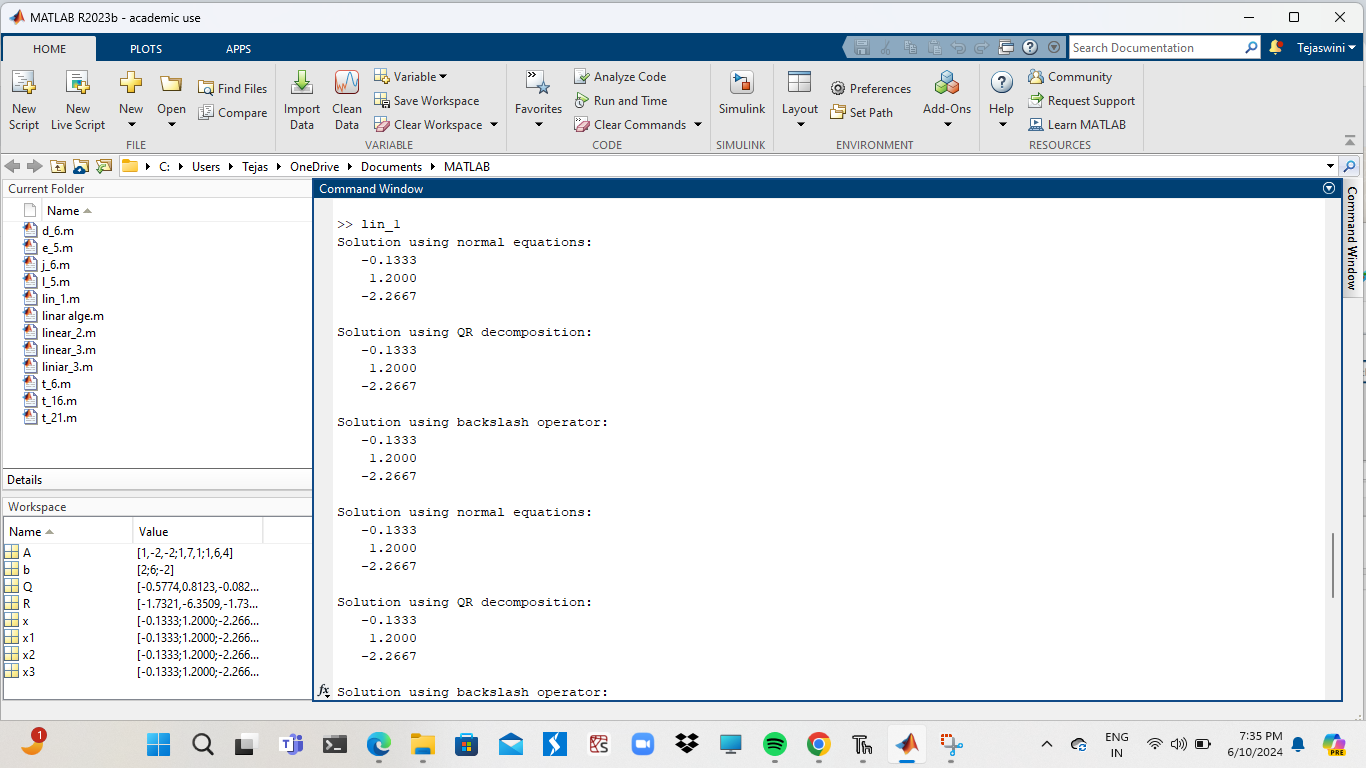 MATLAB R2023b - academic use
HOME PLOTS APPS
Search Documentation
Tejaswini
New Script
New Live Script
New
Open
Find Files
Compare
FILE
Import Data
Clean Data
Variable
Save Workspace
Clear Workspace
VARIABLE
Favorites
Analyze Code
Run and Time
Clear Commands
CODE
Simulink
SIMULINK
Layout
Preferences
Set Path
Add-Ons
ENVIRONMENT
Help
Community
Request Support
Learn MATLAB
RESOURCES
C: Users Tejas OneDrive Documents MATLAB
Current Folder
Name
d_6.m
e_5.m
j_6.m
l_5.m
lin_1.m
linar alge.m
linear_2.m
linear_3.m
liniar_3.m
t_6.m
t_16.m
t_21.m
Details
Workspace
Name Value
A [1,-2,-2;1,7,1;1,6,4]
b [2;6;-2]
Q [-0.5774,0.8123,-0.082...
R [-1.7321,-6.3509,-1.73...
x [-0.1333;1.2000;-2.266...
x1 [-0.1333;1.2000;-2.266...
x2 [-0.1333;1.2000;-2.266...
x3 [-0.1333;1.2000;-2.266...
Command Window
>> lin_1
Solution using normal equations:
-0.1333
1.2000
-2.2667
Solution using QR decomposition:
-0.1333
1.2000
-2.2667
Solution using backslash operator:
-0.1333
1.2000
-2.2667
Solution using normal equations:
-0.1333
1.2000
-2.2667
Solution using QR decomposition:
-0.1333
1.2000
-2.2667
fx Solution using backslash operator:
Command Window
1
ENG
IN
7:35 PM
6/10/2024
PRE